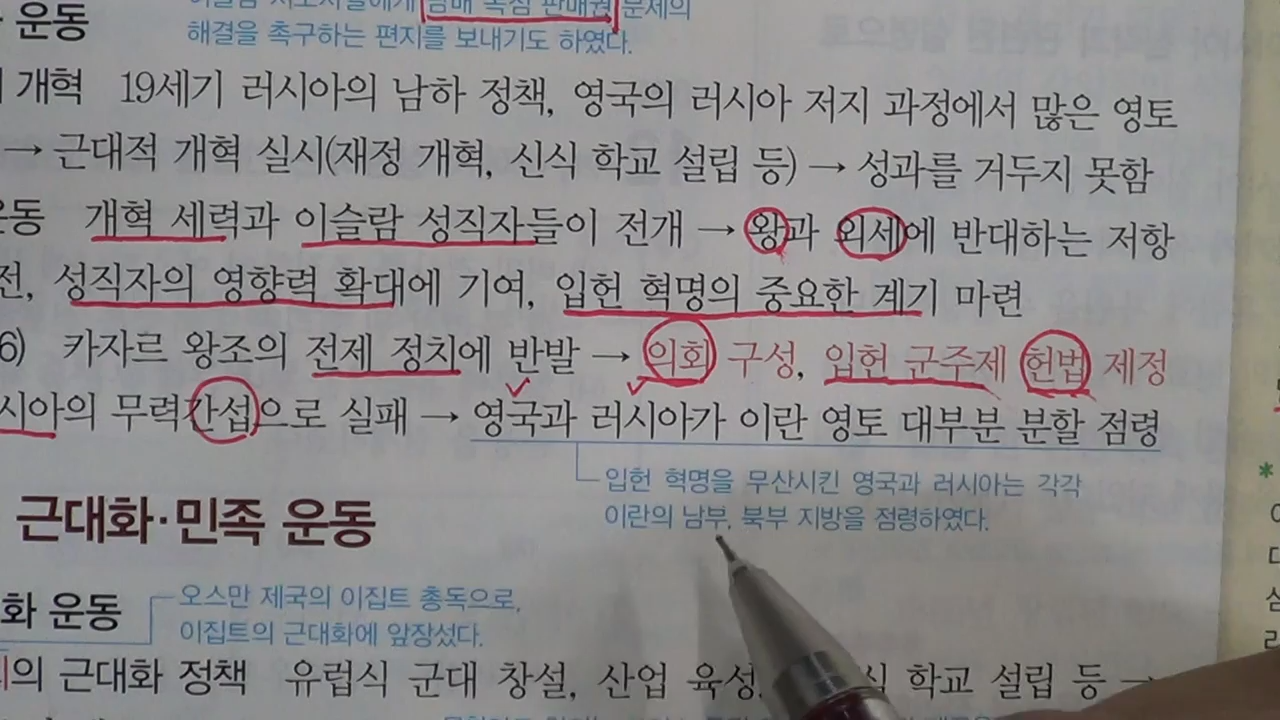 운동
해결을 촉구하는 편지를 보내기도 하였다.
개혁 19세기 러시아의 남하 정책, 영국의 러시아 저지 과정에서 많은 영토
→ 근대적 개혁 실시(재정 개혁, 신식 학교 설립 등) → 성과를 거두지 못함
운동 개혁 세력과 이슬람 성직자들이 전개 → 왕과 외세에 반대하는 저항
전, 성직자의 영향력 확대에 기여, 입헌 혁명의 중요한 계기 마련
6) 카자르 왕조의 전제 정치에 반발 → 의회 구성, 입헌 군주제 헌법 제정
시아의 무력간섭으로 실패 → 영국과 러시아가 이란 영토 대부분 분할 점령
입헌 혁명을 무산시킨 영국과 러시아는 각각
이란의 남부, 북부 지방을 점령하였다.
근대화·민족 운동
화 운동
오스만 제국의 이집트 총독으로,
이집트의 근대화에 앞장섰다.
의 근대화 정책 유럽식 군대 창설, 산업 육성, 학교 설립 등 →